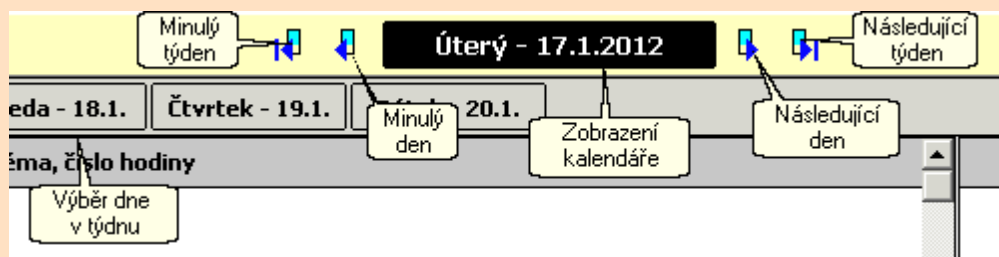 Minulý
týden
Úterý - 17.1.2012
Následující
týden
eda - 18.1.
Čtvrtek - 19.1.
20.1.
Minulý
den
Zobrazení
kalendáře
Následující
den
éma, číslo hodiny
Výběr dne
v týdnu